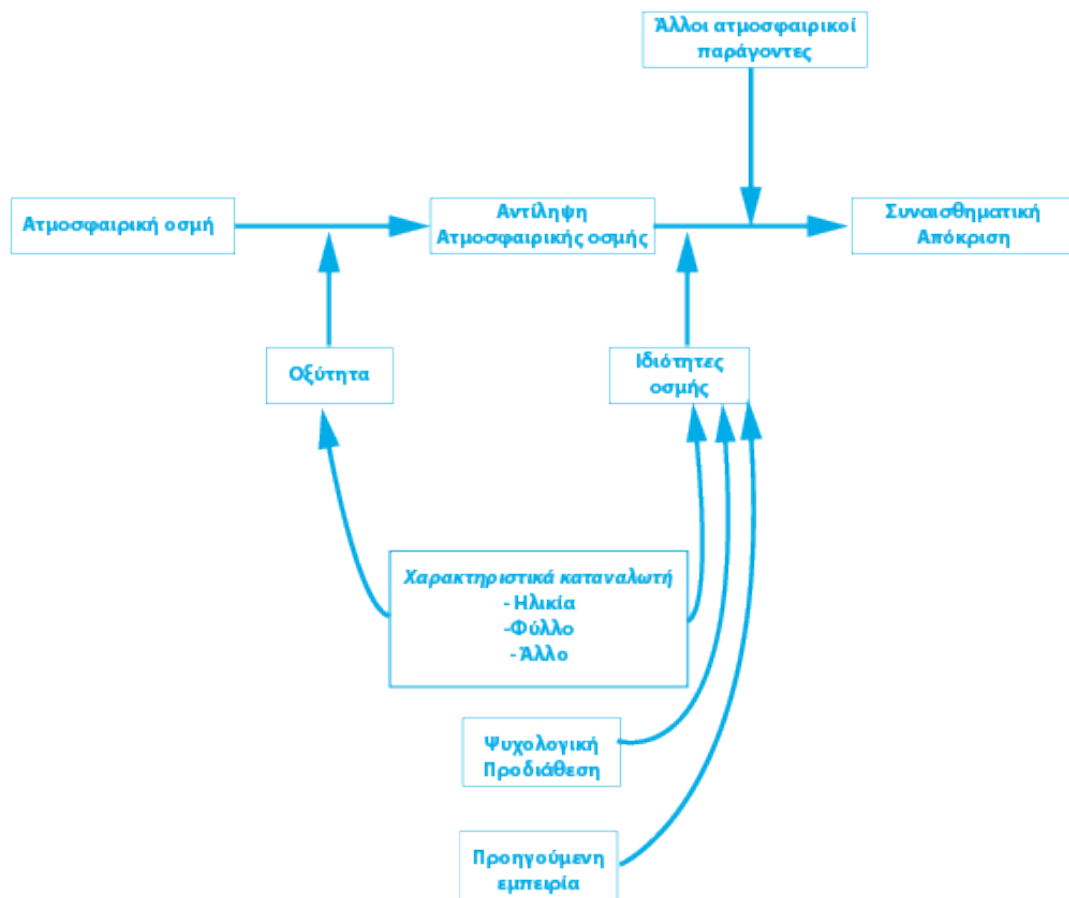 Άλλοι ατμοσφαιρικοί
παράγοντες
Ατμοσφαιρική οσμή
Αντίληψη
Ατμοσφαιρικής οσμής
Συναισθηματική
Απόκριση
Οξύτητα
Ιδιότητες
οσμής
Χαρακτηριστικά καταναλωτή
- Ηλικία
-Φύλλο
- Άλλο
Ψυχολογική
Προδιάθεση
Προηγούμενη
εμπειρία